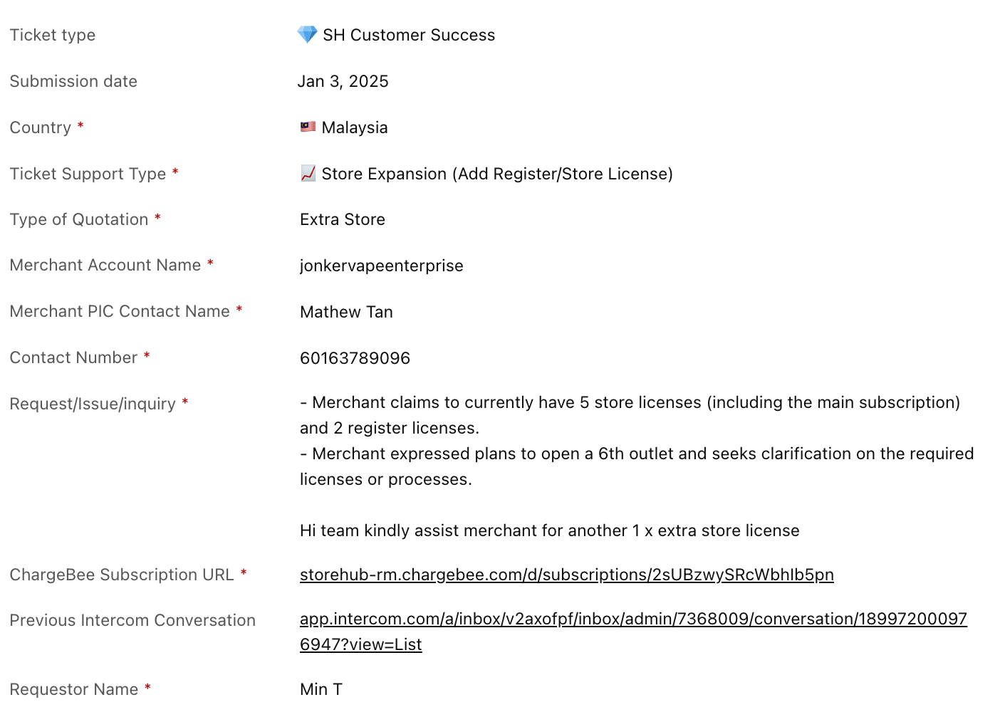 Ticket type
SH Customer Success
Submission date
Jan 3, 2025
Country *
Malaysia
Ticket Support Type *
Store Expansion (Add Register/Store License)
Type of Quotation *
Extra Store
Merchant Account Name *
jonkervapeenterprise
Merchant PIC Contact Name *
Mathew Tan
Contact Number *
60163789096
Request/Issue/inquiry *
- Merchant claims to currently have 5 store licenses (including the main subscription)
and 2 register licenses.
- Merchant expressed plans to open a 6th outlet and seeks clarification on the required
licenses or processes.
Hi team kindly assist merchant for another 1 x extra store license
ChargeBee Subscription URL *
storehub-rm.chargebee.com/d/subscriptions/2sUBzwySRcWbhIb5pn
Previous Intercom Conversation
app.intercom.com/a/inbox/v2axofpf/inbox/admin/7368009/conversation/18997200097
6947?view=List
Requestor Name *
Min T